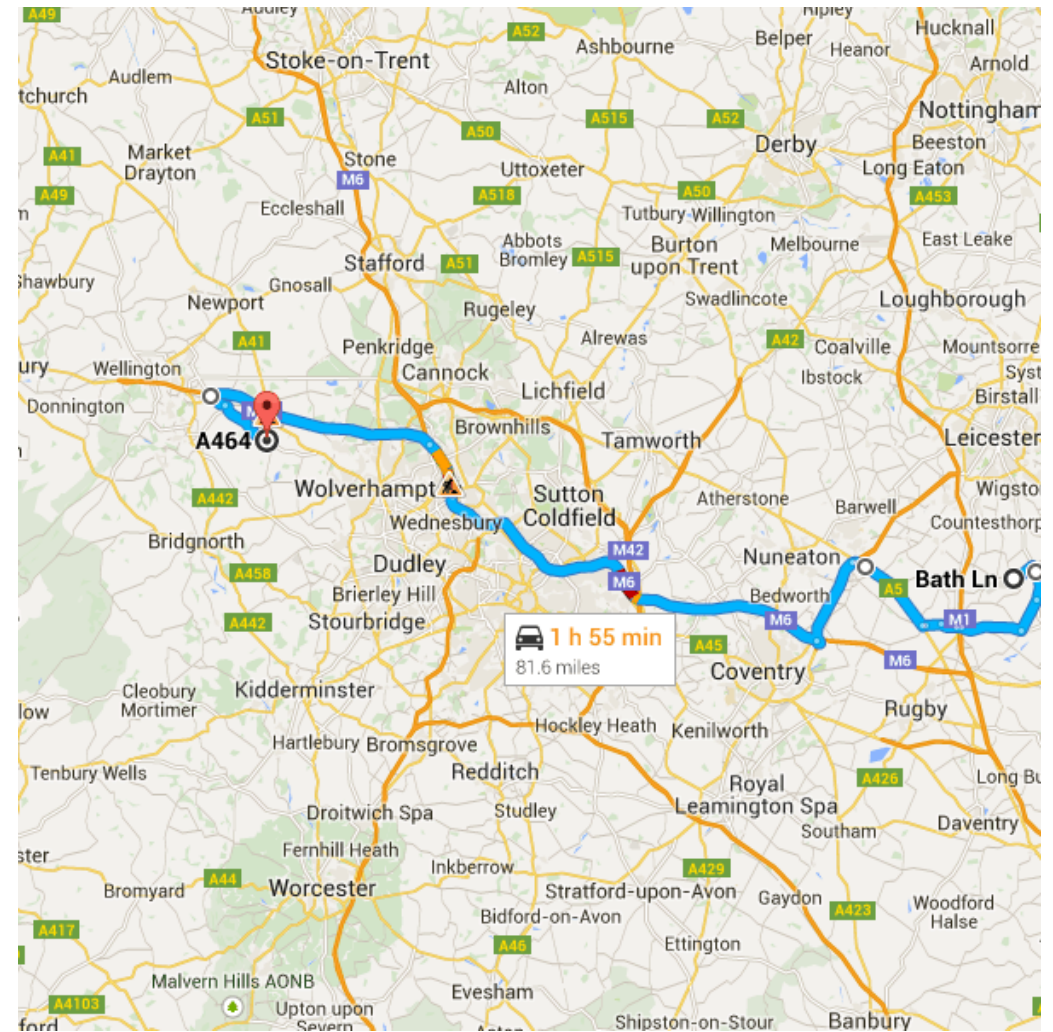 A49
Audley
A52
Ripley
Hucknall
Stoke-on-Trent
Ashbourne
Belper
Heanor
Arnold
Audlem
Alton
tchurch
A51
A50
A515
A52
Nottingham
A41
Market
Drayton
Stone
Derby
Beeston
Long Eaton
A49
M6
Uttoxeter
A518
A50
A453
Eccleshall
Tutbury
Willington
Abbots
Bromley
A515
Burton
upon Trent
Melbourne
East Leake
Stafford
A51
Shawbury
Gnosall
Newport
Rugeley
Swadlincote
Loughborough
A41
Penkridge
Alrewas
A42
Coalville
Mountsorre
ury
Wellington
Cannock
Lichfield
Ibstock
Syst
Birstall
Donnington
Brownhills
A464
Tamworth
Leicester
A442
Wolverhampt
Sutton
Coldfield
Atherstone
Barwell
Wigsto
Wednesbury
Countesthorp
Bridgnorth
Dudley
M42
Nuneaton
A458
Brierley Hill
M6
Bedworth
A5
Bath Ln
A442
Stourbridge
M6
M1
1 h 55 min
81.6 miles
A45
Coventry
M6
Cleobury
Mortimer
Kidderminster
low
Rugby
Hartlebury
Bromsgrove
Hockley Heath
Kenilworth
Tenbury Wells
Redditch
A426
Long Bu
Royal
Leamington Spa
Droitwich Spa
Studley
Southam
Daventry
ster
Fernhill Heath
Inkberrow
A429
Bromyard
A44
Worcester
Stratford-upon-Avon
Gaydon
A423
Woodford
Halse
A417
Bidford-on-Avon
A46
Ettington
Malvern Hills AONB
Evesham
A4103
Upton upon
Severn
ford
Shipston-on-Stour
Banbury